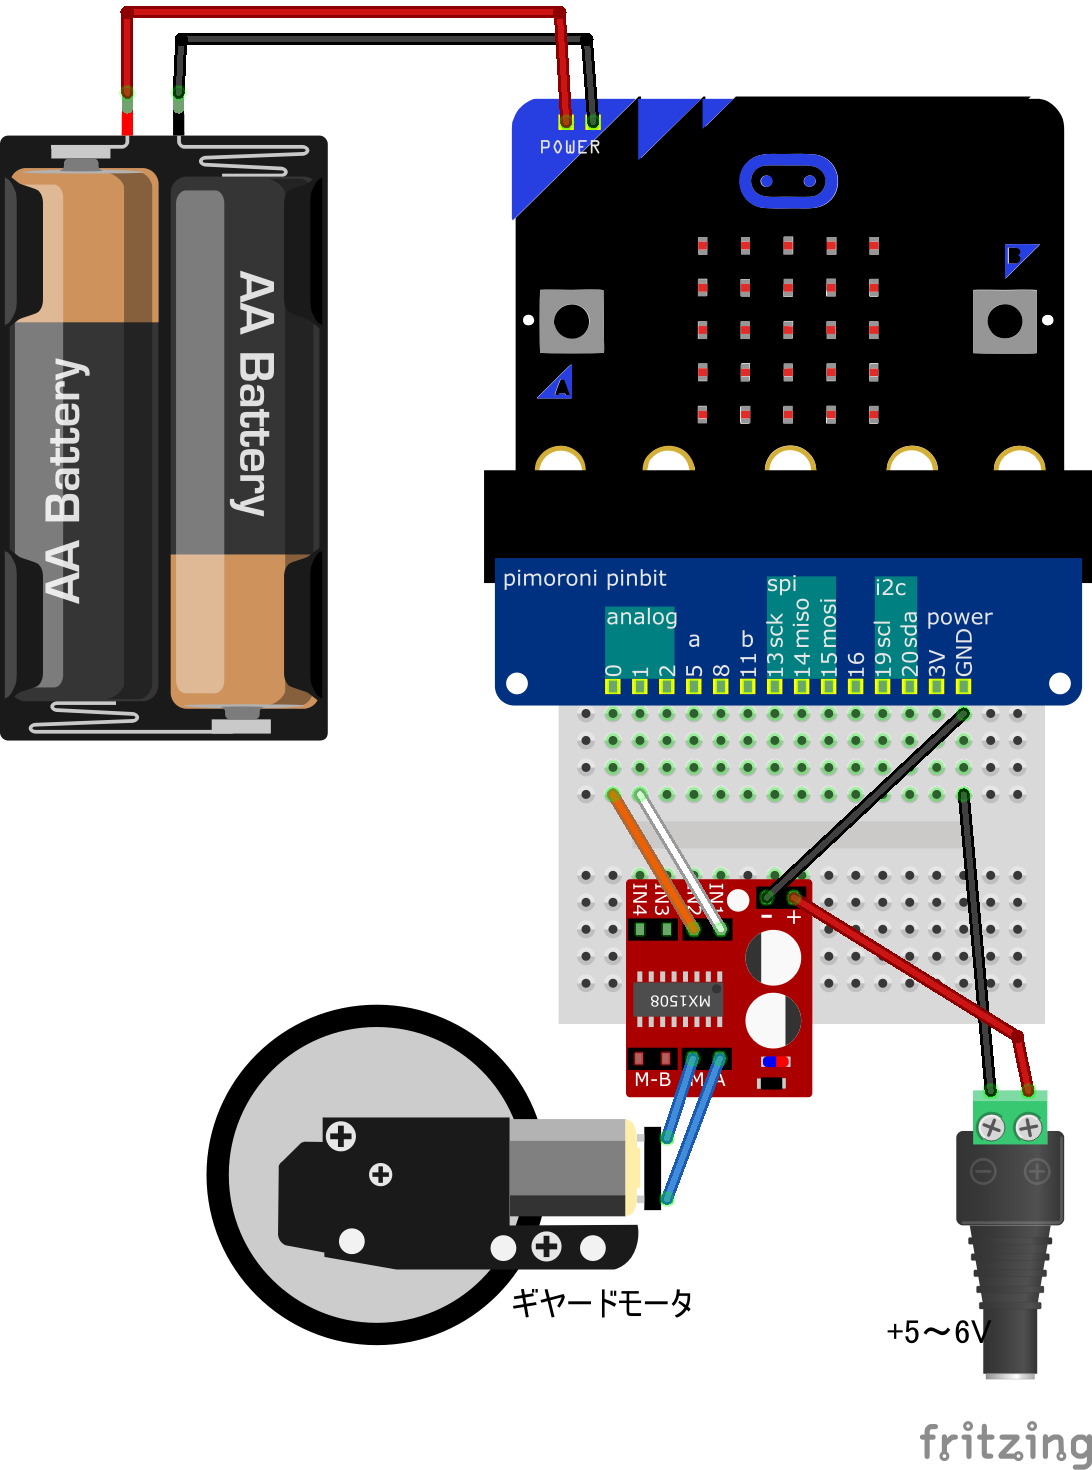 POWER
B
A
AA Battery
AA Battery
pimoroni pinbit
analog
a
b
spi
i2c
power
0
1
2
5
8
11
13 sck
14 miso
15 mosi
16
19 scl
20 sda
3V
GND
IN4
IN3
IN2
IN1
-
+
MX1508
M-B
M-A
ギヤードモータ
+5～6V
fritzing